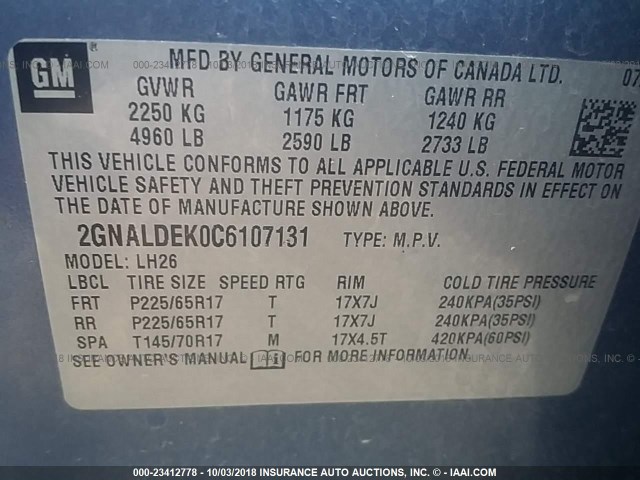 GM
MFD BY GENERAL MOTORS OF CANADA LTD. 07
GVWR GAWR FRT GAWR RR
2250 KG 1175 KG 1240 KG
4960 LB 2590 LB 2733 LB
THIS VEHICLE CONFORMS TO ALL APPLICABLE U.S. FEDERAL MOTOR
VEHICLE SAFETY AND THEFT PREVENTION STANDARDS IN EFFECT ON
THE DATE OF MANUFACTURE SHOWN ABOVE.
2GNALDEK0C6107131 TYPE: M.P.V.
MODEL: LH26
LBCL TIRE SIZE SPEED RTG RIM COLD TIRE PRESSURE
FRT P225/65R17 T 17X7J 240KPA(35PSI)
RR P225/65R17 T 17X7J 240KPA(35PSI)
SPA T145/70R17 M 17X4.5T 420KPA(60PSI)
SEE OWNER'S MANUAL FOR MORE INFORMATION.
000-23412778 - 10/03/2018 INSURANCE AUTO AUCTIONS, INC. - © IAAI.COM